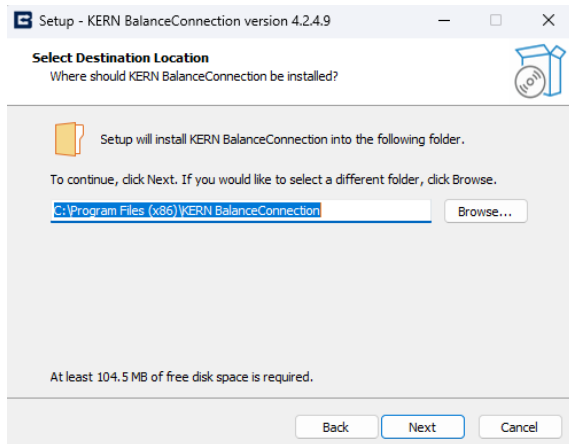 Setup - KERN BalanceConnection version 4.2.4.9
Select Destination Location
Where should KERN BalanceConnection be installed?
Setup will install KERN BalanceConnection into the following folder.
To continue, click Next. If you would like to select a different folder, click Browse.
C:\Program Files (x86)\KERN BalanceConnection
Browse...
At least 104.5 MB of free disk space is required.
Back
Next
Cancel